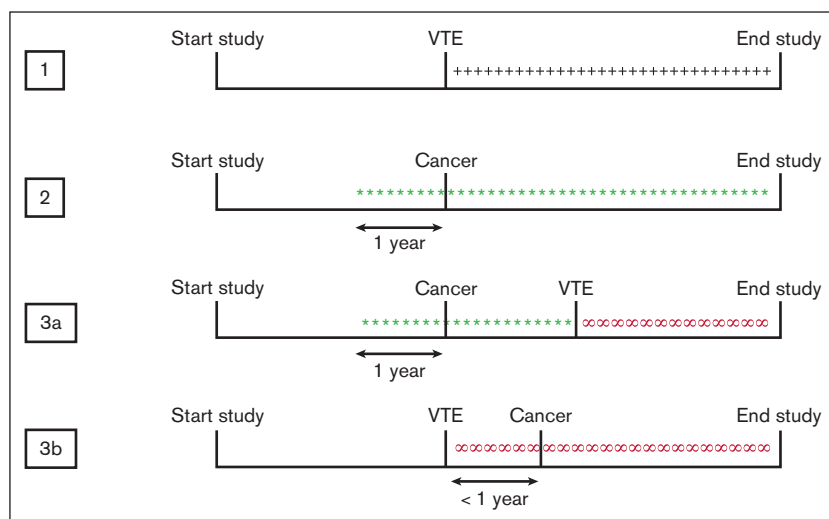 Start study VTE End study
1 +++++++++++++++++++++++++++++++
2 Start study Cancer End study
******************************************
1 year
Start study Cancer VTE End study
3a ********************** ∞∞∞∞∞∞∞∞∞∞∞∞∞
1 year
Start study VTE Cancer End study
3b ∞∞∞∞∞∞∞∞∞∞∞∞∞∞∞∞∞∞∞∞∞∞
< 1 year